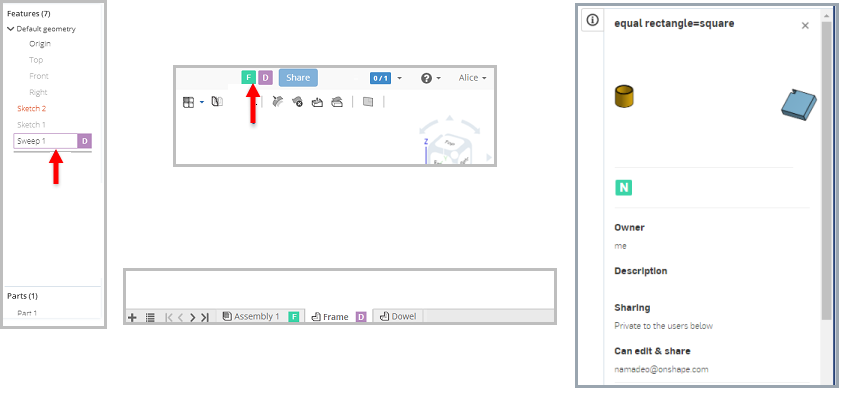 Features (7)
Default geometry
Origin
Top
Front
Right
Sketch 2
Sketch 1
Sweep 1 D
Parts (1)
Part 1
F D Share 0 / 1 ? Alice
Z
Assembly 1 F Frame D Dowel
equal rectangle=square
N
Owner
me
Description
Sharing
Private to the users below
Can edit & share
namadeo@onshape.com